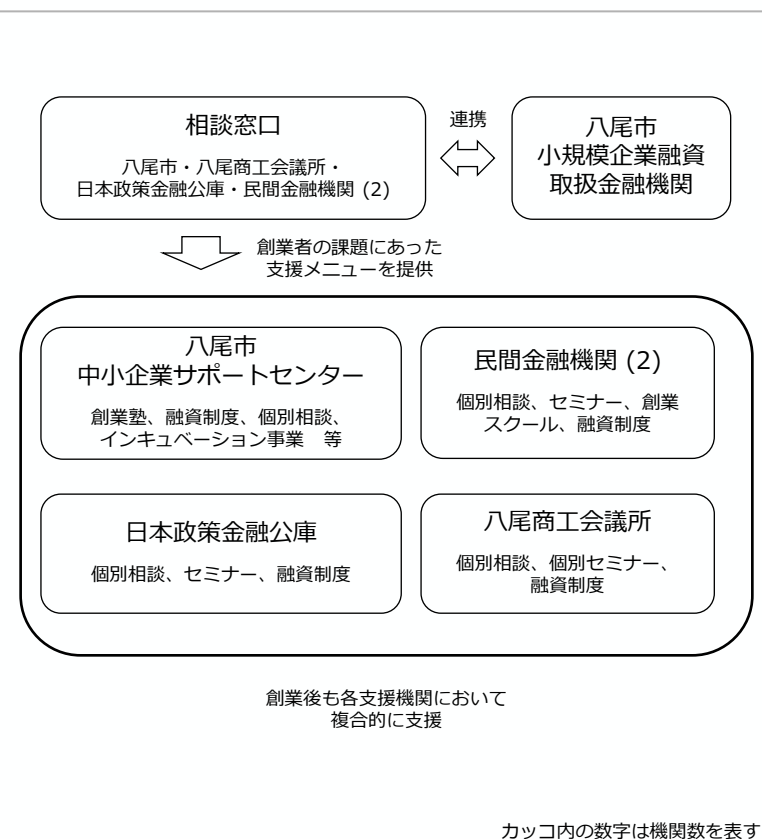 相談窓口
八尾市・八尾商工会議所・
日本政策金融公庫・民間金融機関 (2)
連携
八尾市
小規模企業融資
取扱金融機関
創業者の課題にあった
支援メニューを提供
八尾市
中小企業サポートセンター
創業塾、融資制度、個別相談、
インキュベーション事業　等
民間金融機関 (2)
個別相談、セミナー、創業
スクール、融資制度
日本政策金融公庫
個別相談、セミナー、融資制度
八尾商工会議所
個別相談、個別セミナー、
融資制度
創業後も各支援機関において
複合的に支援
カッコ内の数字は機関数を表す